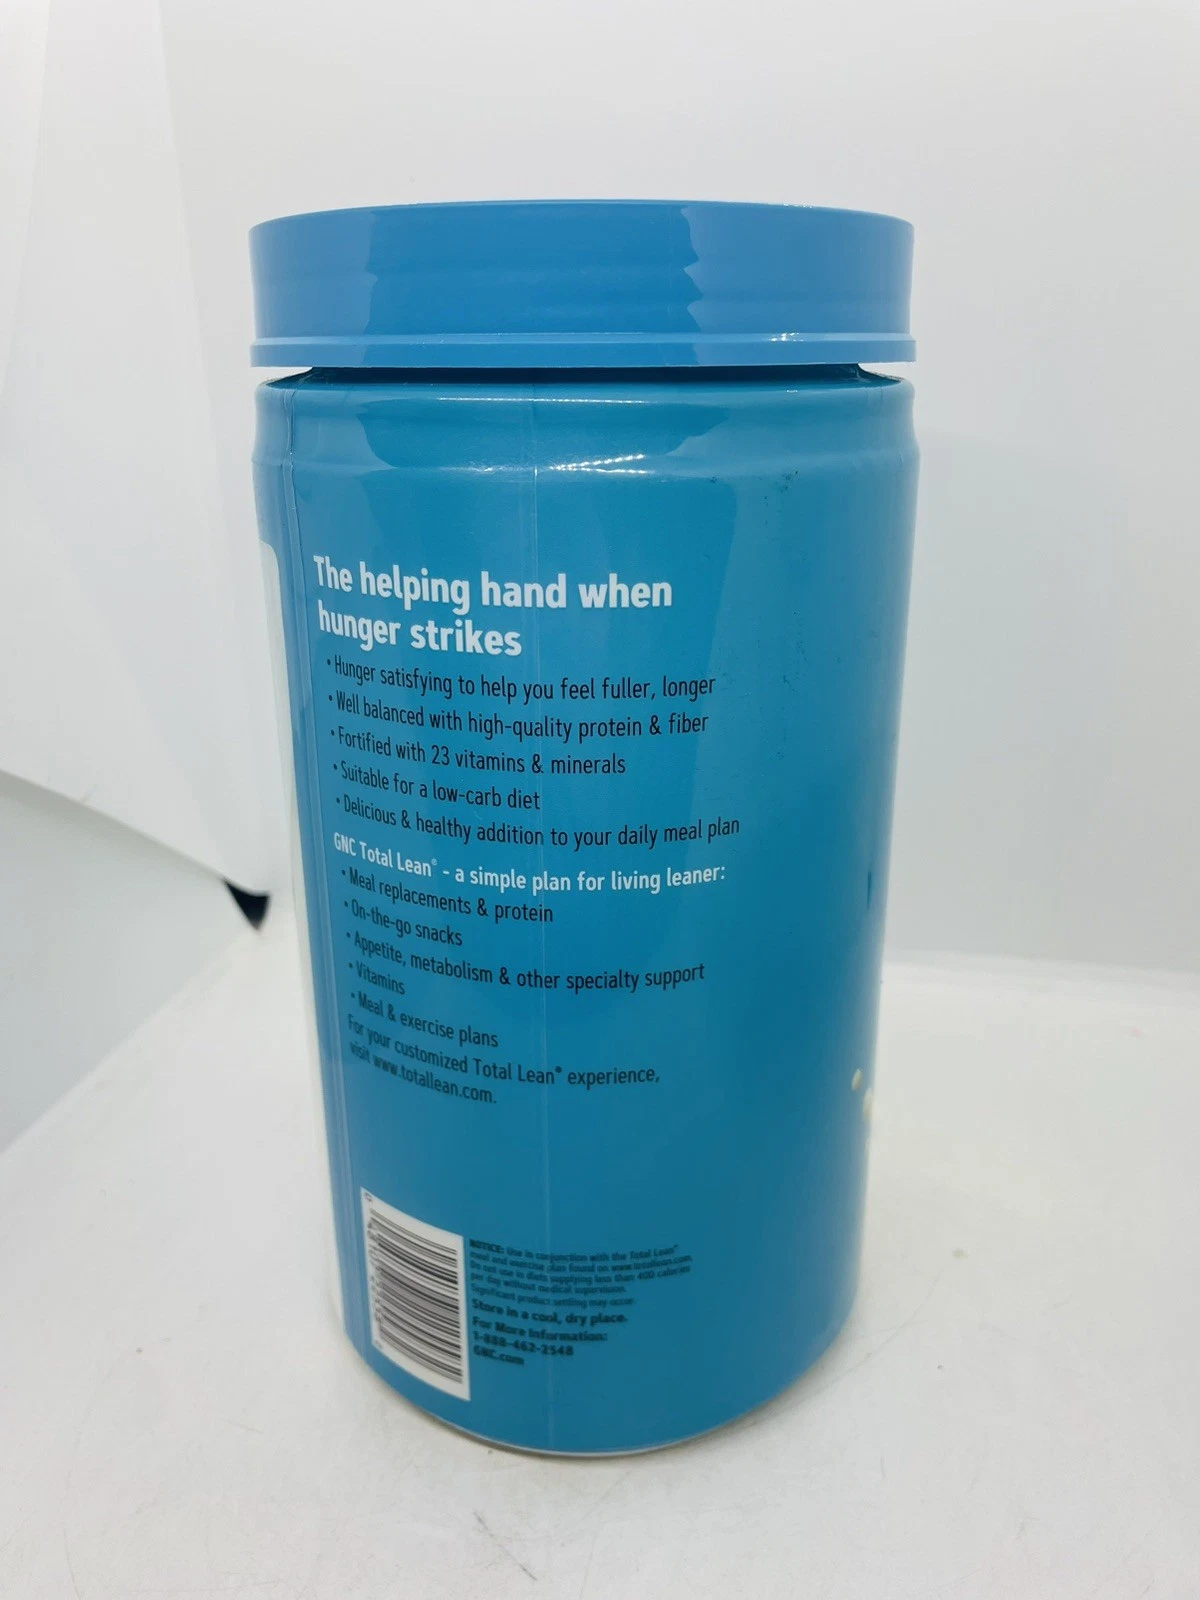 The helping hand when
hunger strikes
• Hunger satisfying to help you feel fuller, longer
• Well balanced with high-quality protein & fiber
• Fortified with 23 vitamins & minerals
• Suitable for a low-carb diet
• Delicious & healthy addition to your daily meal plan
GNC Total Lean® - a simple plan for living leaner:
• Meal replacements & protein
• On-the-go snacks
• Appetite, metabolism & other specialty support
• Vitamins
• Meal & exercise plans
For your customized Total Lean® experience,
visit www.totallean.com.
NOTICE: Use in conjunction with the Total Lean™
meal and exercise plan found on www.totallean.com.
Do not use in diets supplying less than 400 calories
per day without medical supervision.
Significant product settling may occur.
Store in a cool, dry place.
For More Information:
1-888-462-2548
GNC.com